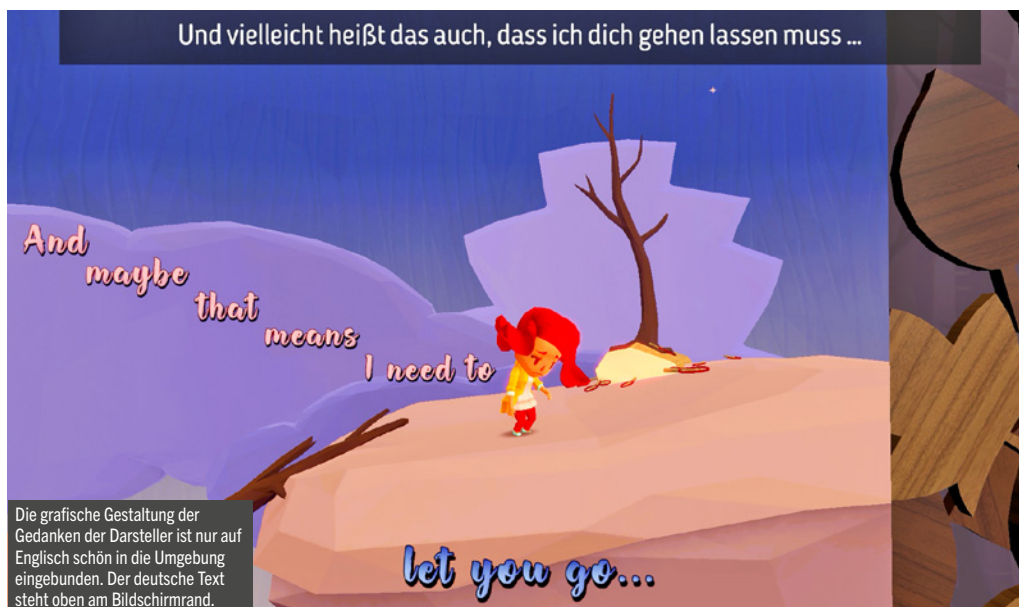 Und vielleicht heißt das auch, dass ich dich gehen lassen muss ...
And
maybe
that
means
I need to
let you go...
Die grafische Gestaltung der
Gedanken der Darsteller ist nur auf
Englisch schön in die Umgebung
eingebunden. Der deutsche Text
steht oben am Bildschirmrand.